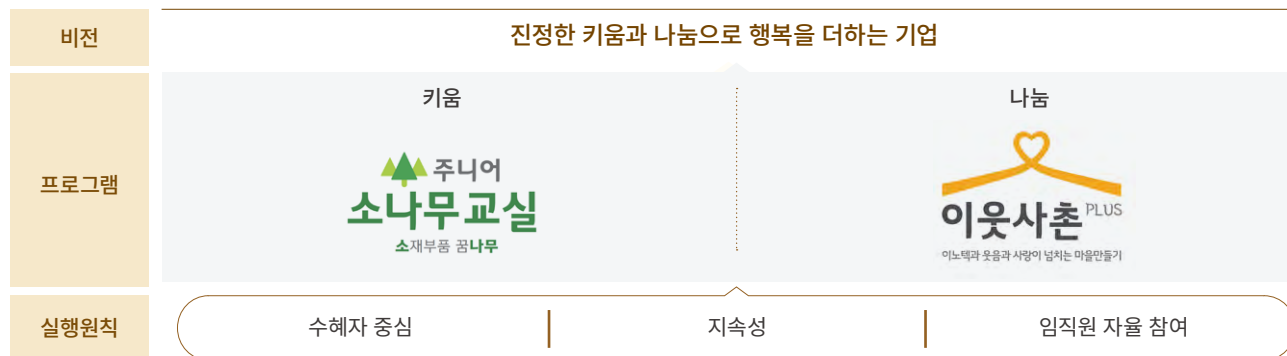 비전
진정한 키움과 나눔으로 행복을 더하는 기업
프로그램
키움
주니어
소나무교실
소재부품 꿈나무
나눔
이웃사촌 PLUS
이노텍과 웃음과 사랑이 넘치는 마을만들기
실행원칙
수혜자 중심
지속성
임직원 자율 참여